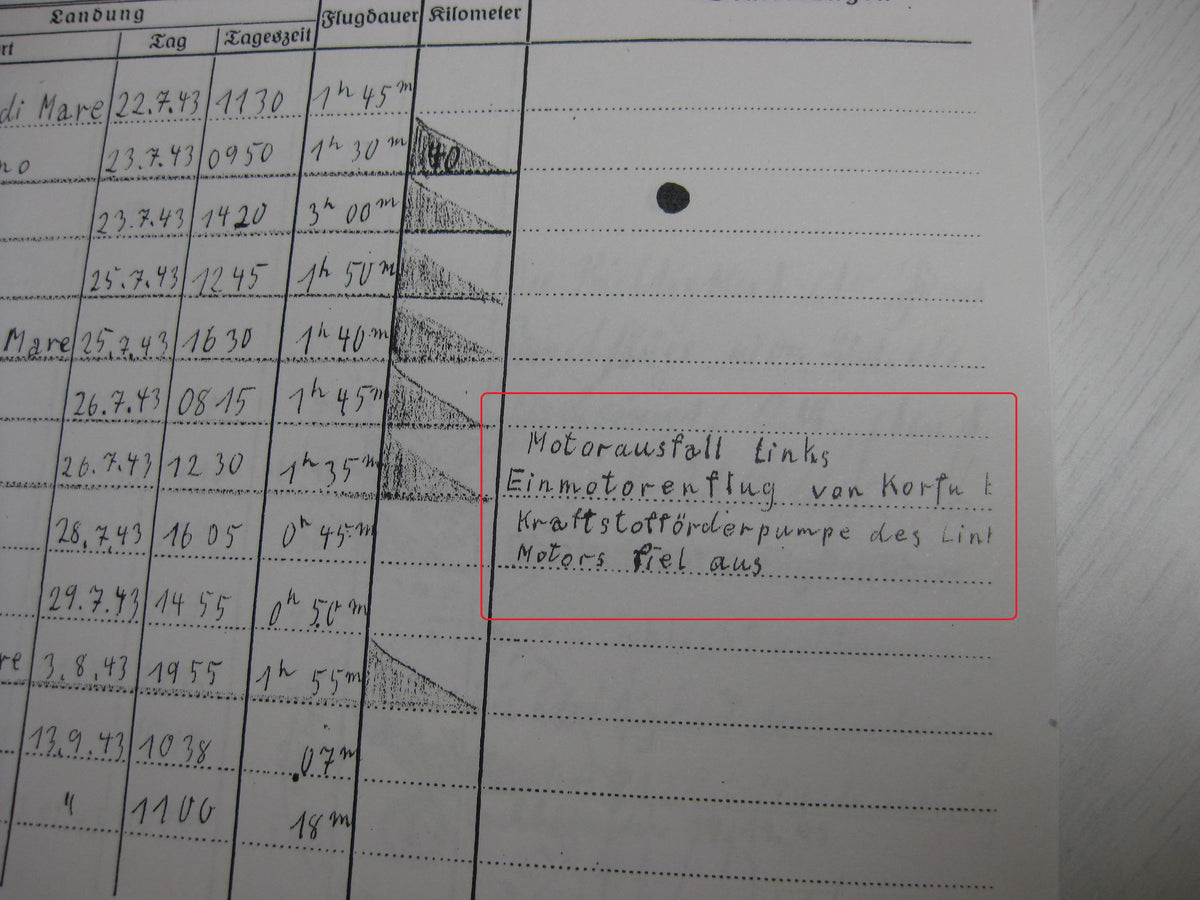 Landung Flugdauer Kilometer
Tag Tageszeit
di Mare 22.7.43 1130 1h 45m
23.7.43 0950 1h 30m 40
23.7.43 1420 3h 00m
25.7.43 1245 1h 50m
Mare 25.7.43 1630 1h 40m
26.7.43 0815 1h 45m
Motorausfall Links
26.7.43 1230 1h 35m Einmotorenflug von Korfu
Kraftstofförderpumpe des Link
28.7.43 1605 0h 45m Motors fiel aus
29.7.43 1455 0h 50m
3.8.43 1955 1h 55m
13.9.43 1038 07m
" 1100 18m